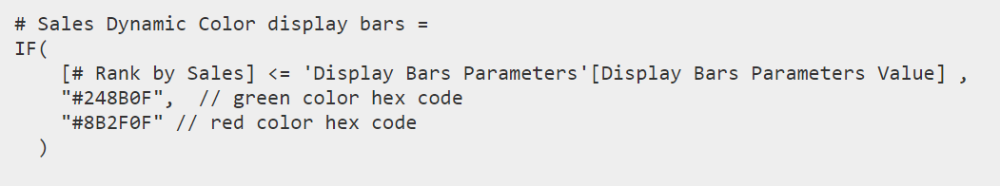 # Sales Dynamic Color display bars =
IF(
    [# Rank by Sales] <= 'Display Bars Parameters'[Display Bars Parameters Value] ,
    "#248B0F",  // green color hex code
    "#8B2F0F" // red color hex code
  )